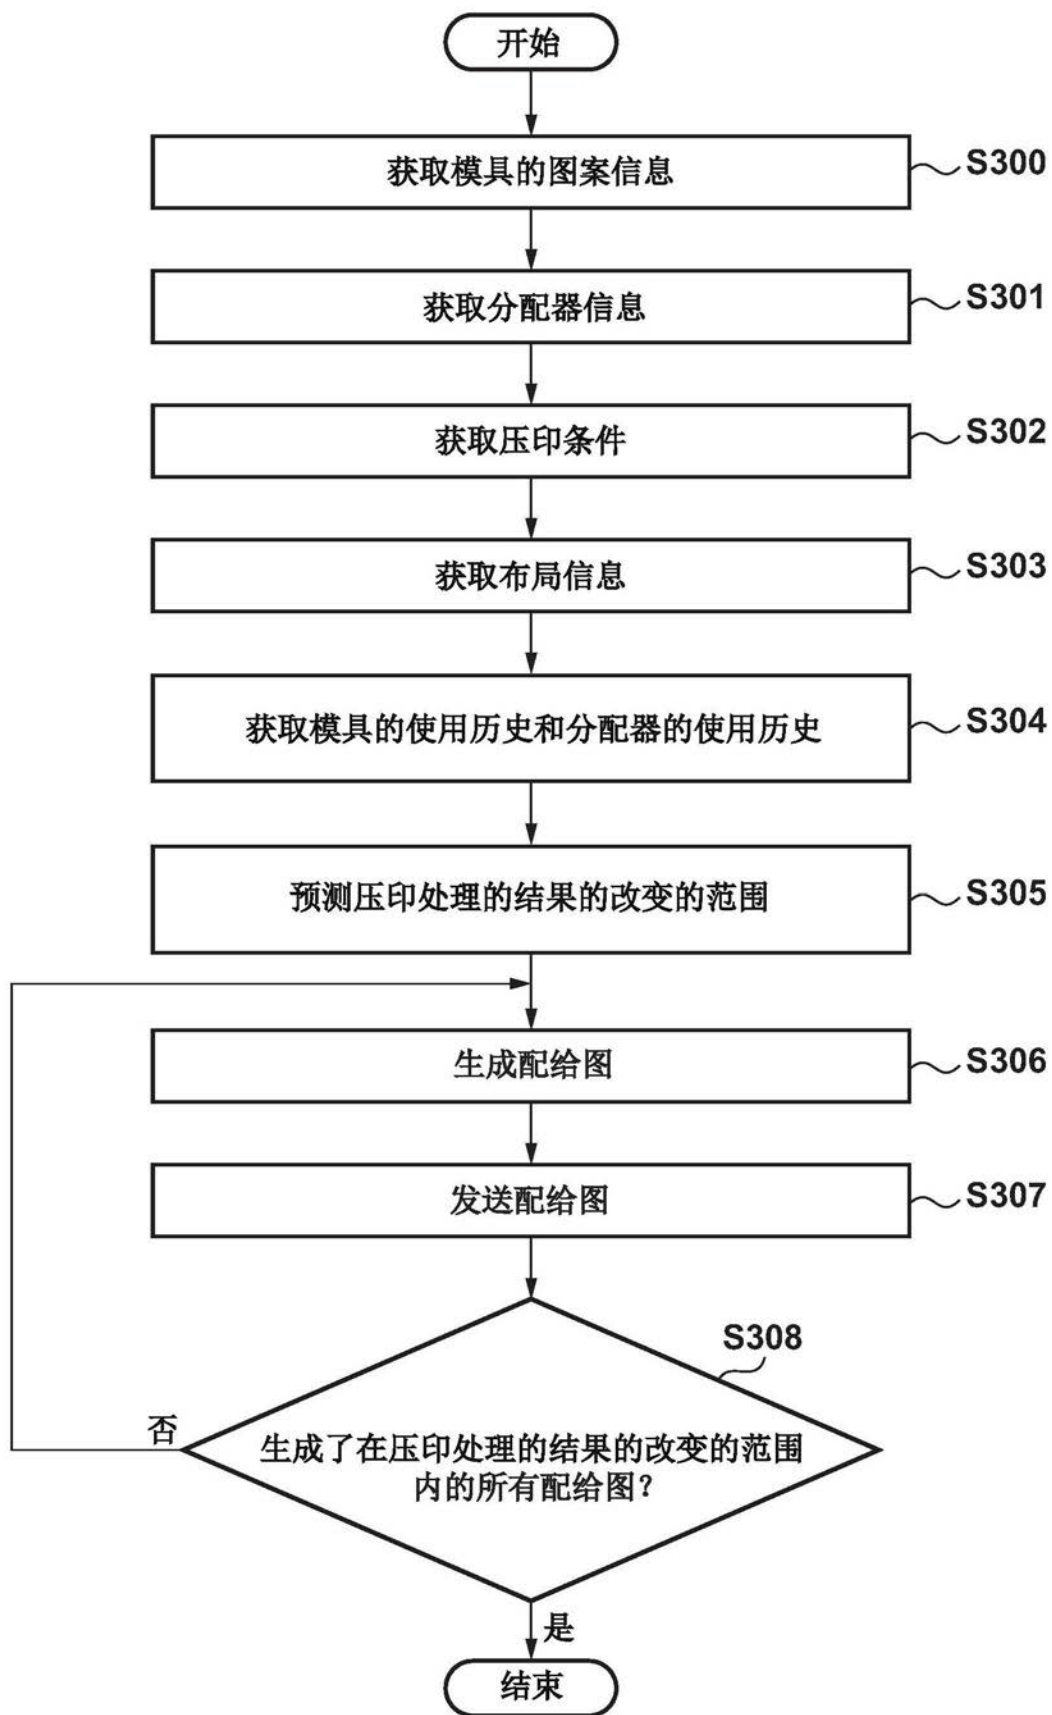 开始
获取模具的图案信息
S300
获取分配器信息
S301
获取压印条件
S302
获取布局信息
S303
获取模具的使用历史和分配器的使用历史
S304
预测压印处理的结果的改变的范围
S305
生成配给图
S306
发送配给图
S307
S308
否
生成了在压印处理的结果的改变的范围
内的所有配给图？
是
结束